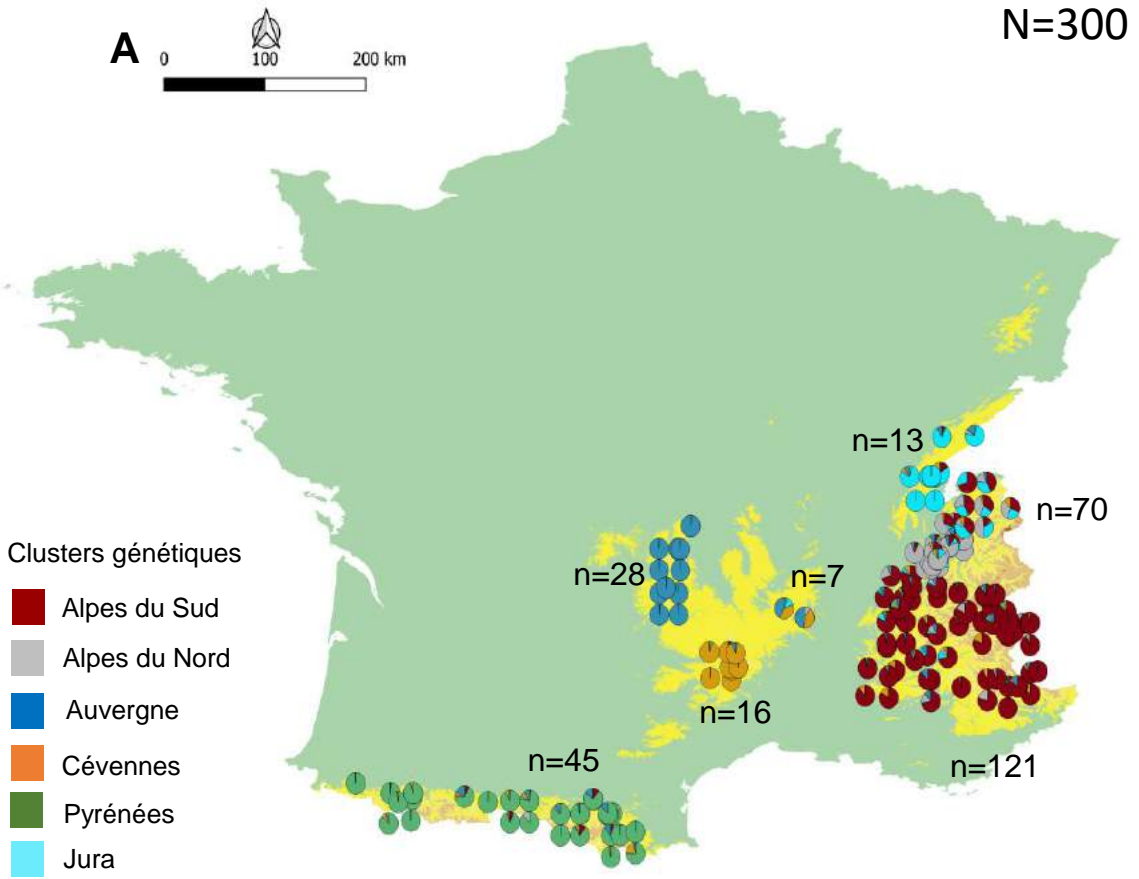 N=300
A
0 100 200 km
n=13
n=70
n=28
n=7
n=16
n=45
n=121
Clusters génétiques
Alpes du Sud
Alpes du Nord
Auvergne
Cévennes
Pyrénées
Jura